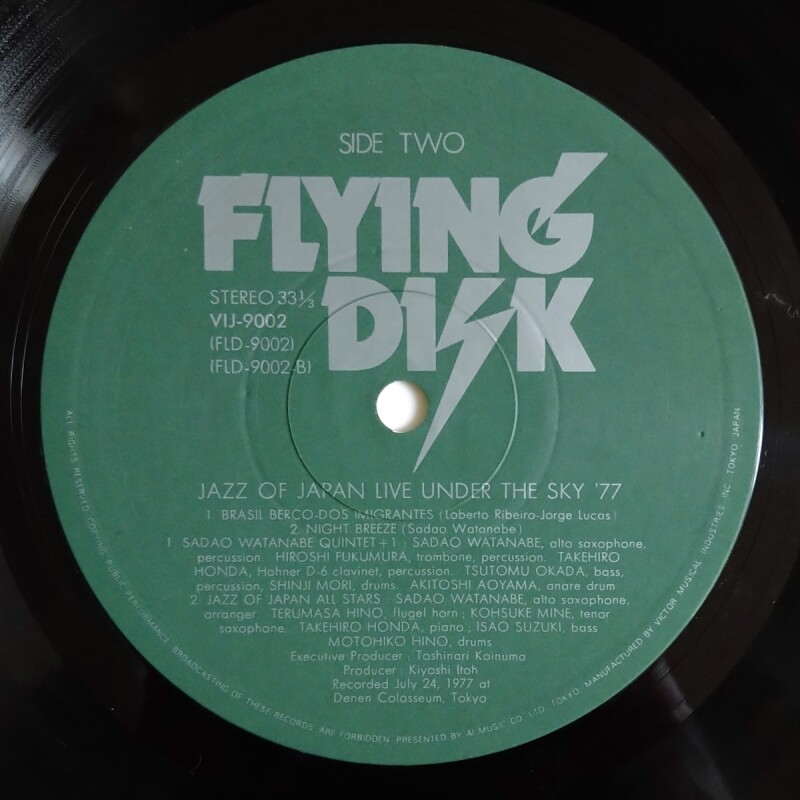 SIDE TWO
FLYING
DISK
STEREO 33⅓
VIJ-9002
(FLD-9002)
(FLD-9002-B)
JAZZ OF JAPAN LIVE UNDER THE SKY '77
1. BRASIL BERCO-DOS IMIGRANTES (Loberto Ribeiro-Jorge Lucas)
2. NIGHT BREEZE (Sadao Watanabe)
1 SADAO WATANABE QUINTET+1 : SADAO WATANABE, alto saxophone,
percussion. HIROSHI FUKUMURA, trombone, percussion. TAKEHIRO
HONDA, Hohner D-6 clavinet, percussion. TSUTOMU OKADA, bass,
percussion, SHINJI MORI, drums. AKITOSHI AOYAMA, snare drum
2. JAZZ OF JAPAN ALL STARS : SADAO WATANABE, alto saxophone,
arranger TERUMASA HINO, flugel horn ; KOHSUKE MINE, tenor
saxophone. TAKEHIRO HONDA, piano ; ISAO SUZUKI, bass
MOTOHIKO HINO, drums
Executive Producer : Toshinari Koinuma
Producer : Kiyoshi Itoh
Recorded July 24, 1977 at
Denen Colosseum, Tokyo
ALL RIGHTS RESERVED COPYING PUBLIC PERFORMANCE BROADCASTING OF THESE RECORDS ARE FORBIDDEN. PRESENTED BY AI MUSIC CO. LTD. TOKYO. MANUFACTURED BY VICTOR MUSICAL INDUSTRIES INC TOKYO JAPAN